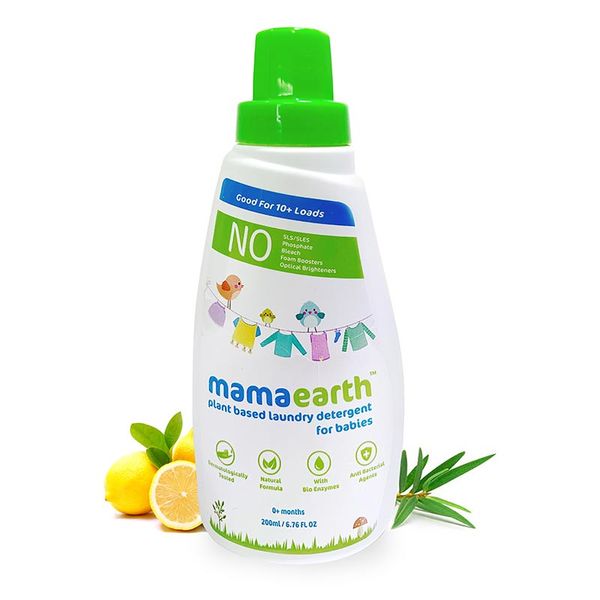 Good For 10+ Loads
NO
SLS/SLES
Phosphate
Bleach
Foam Boosters
Optical Brighteners
mamaearth™
plant based laundry detergent
for babies
Dermatologically
Tested
Natural
Formula
With
Bio Enzymes
Anti Bacterial
Agents
0+ months
200ml / 6.76 FL OZ